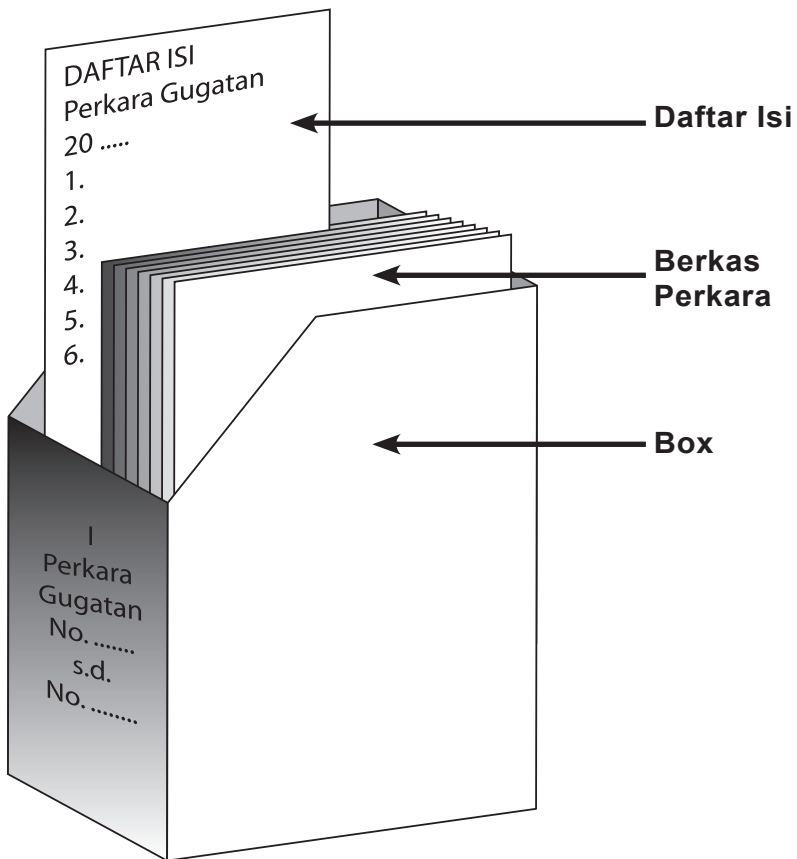 DAFTAR ISI
Perkara Gugatan
20 .....
1.
2.
3.
4.
5.
6.
Daftar Isi
Berkas
Perkara
Box
I
Perkara
Gugatan
No. .......
s.d.
No. ........